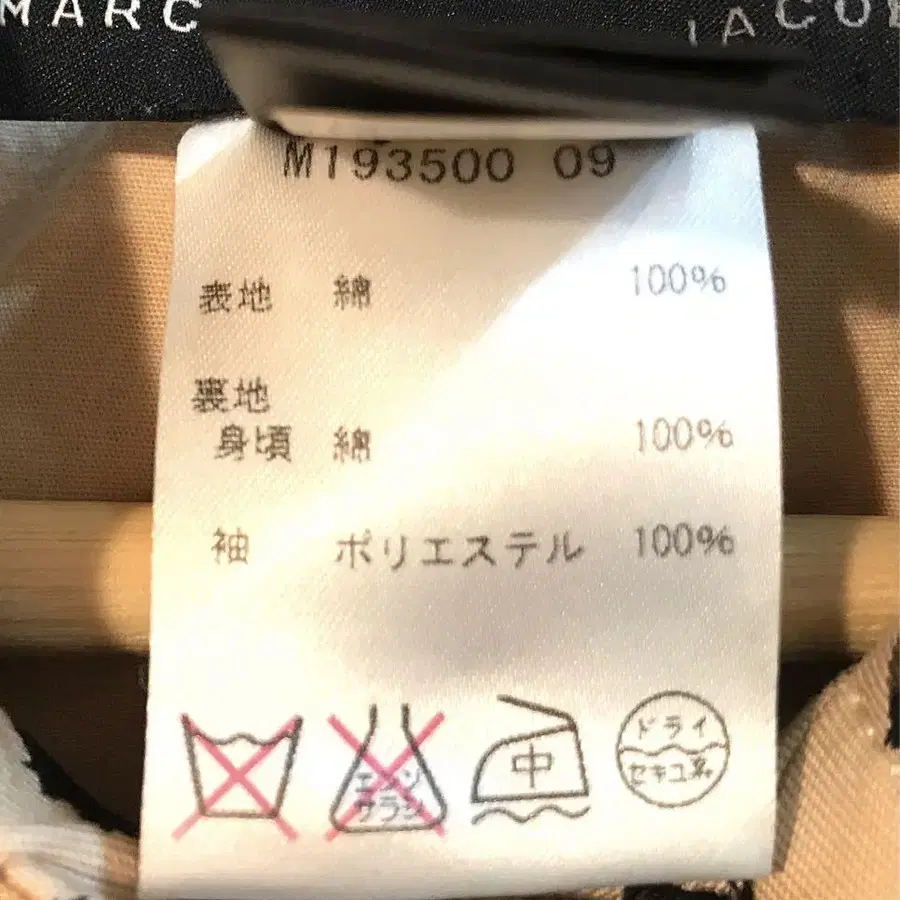 MARC JACO
M193500 09
表地 綿 100%
裏地
身頃 綿 100%
袖 ポリエステル 100%
エンソ
サラシ
中
ドライ
セキユ系